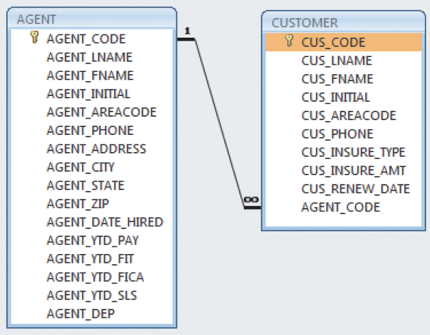 AGENT
AGENT_CODE
AGENT_LNAME
AGENT_FNAME
AGENT_INITIAL
AGENT_AREACODE
AGENT_PHONE
AGENT_ADDRESS
AGENT_CITY
AGENT_STATE
AGENT_ZIP
AGENT_DATE_HIRED
AGENT_YTD_PAY
AGENT_YTD_FIT
AGENT_YTD_FICA
AGENT_YTD_SLS
AGENT_DEP
1
∞
CUSTOMER
CUS_CODE
CUS_LNAME
CUS_FNAME
CUS_INITIAL
CUS_AREACODE
CUS_PHONE
CUS_INSURE_TYPE
CUS_INSURE_AMT
CUS_RENEW_DATE
AGENT_CODE